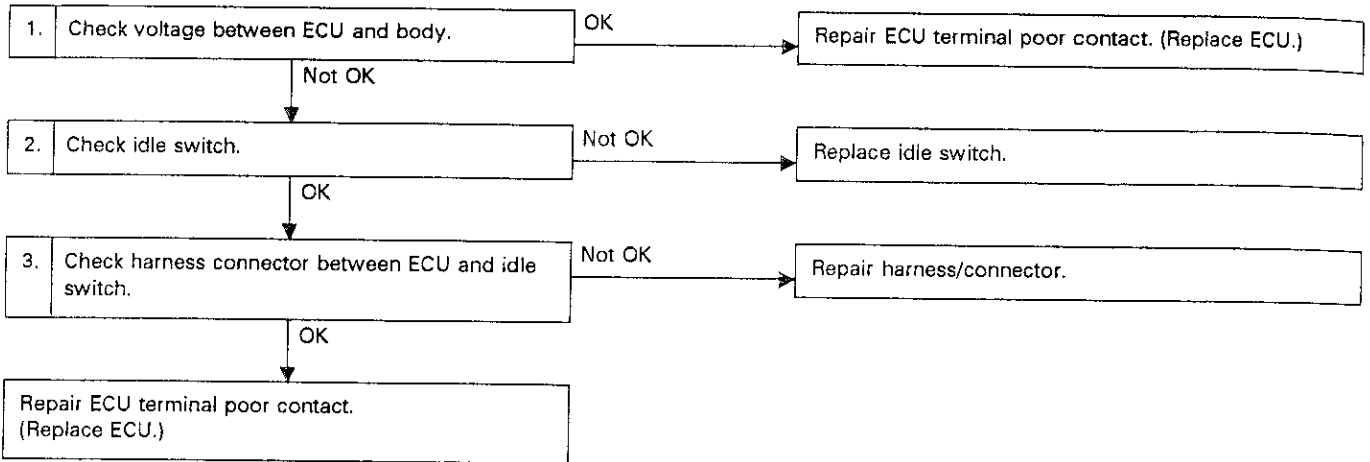 1. Check voltage between ECU and body.
OK
Repair ECU terminal poor contact. (Replace ECU.)
Not OK
2. Check idle switch.
Not OK
Replace idle switch.
OK
3. Check harness connector between ECU and idle
switch.
Not OK
Repair harness/connector.
OK
Repair ECU terminal poor contact.
(Replace ECU.)